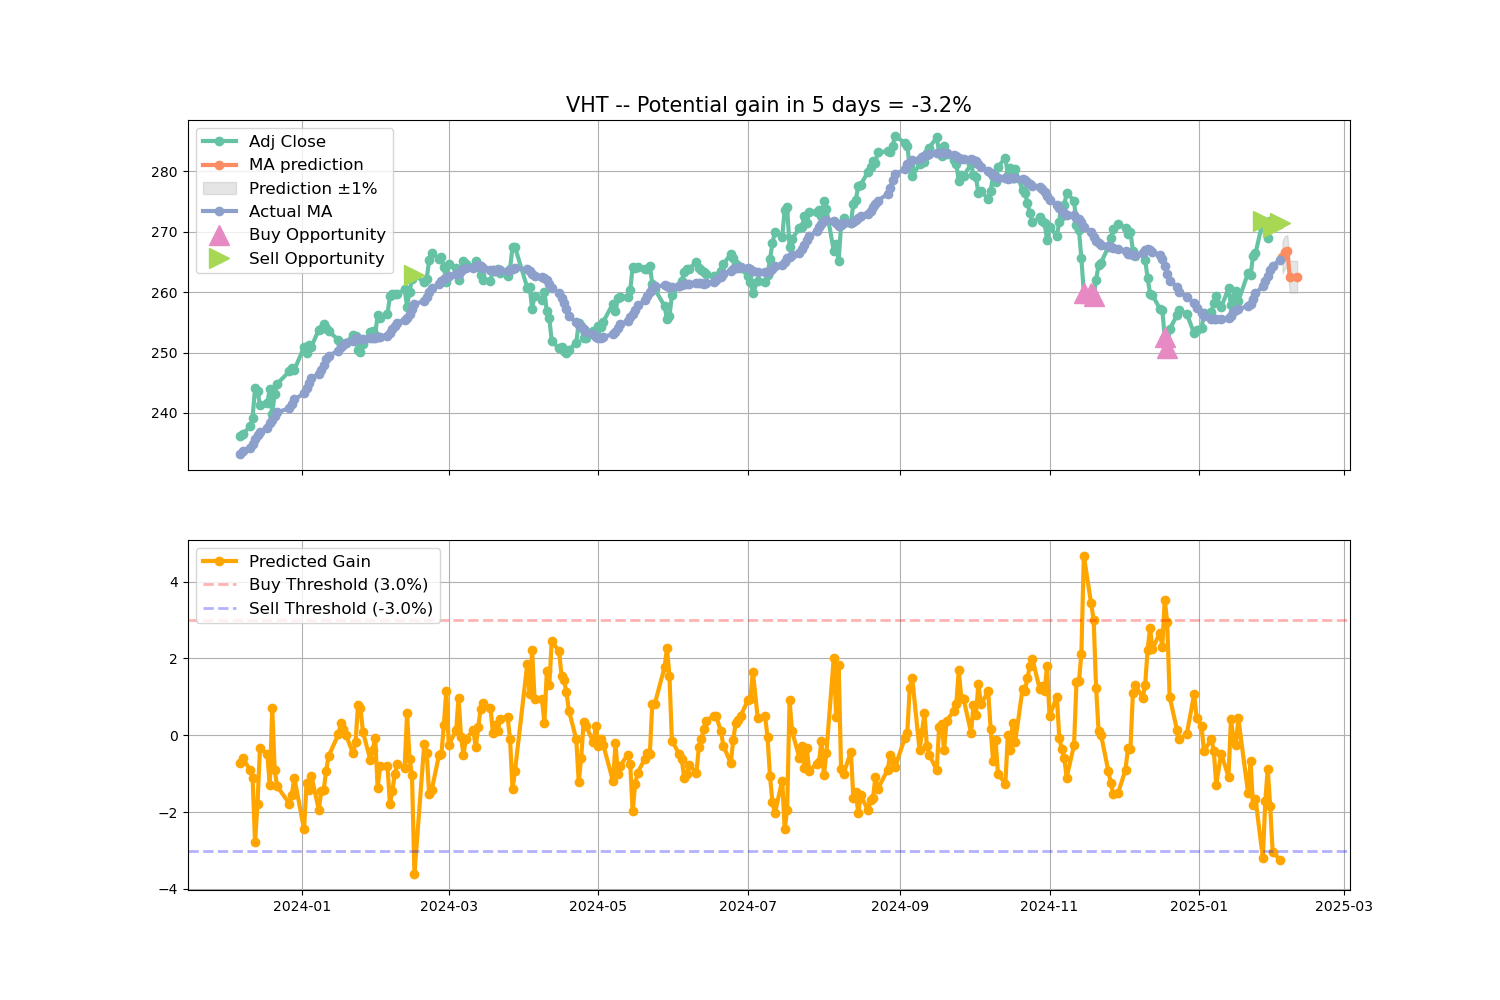 VHT -- Potential gain in 5 days = -3.2%
Adj Close
MA prediction
Prediction ±1%
Actual MA
Buy Opportunity
Sell Opportunity
280
270
260
250
240
Predicted Gain
Buy Threshold (3.0%)
Sell Threshold (-3.0%)
4
2
0
−2
−4
2024-01 2024-03 2024-05 2024-07 2024-09 2024-11 2025-01 2025-03